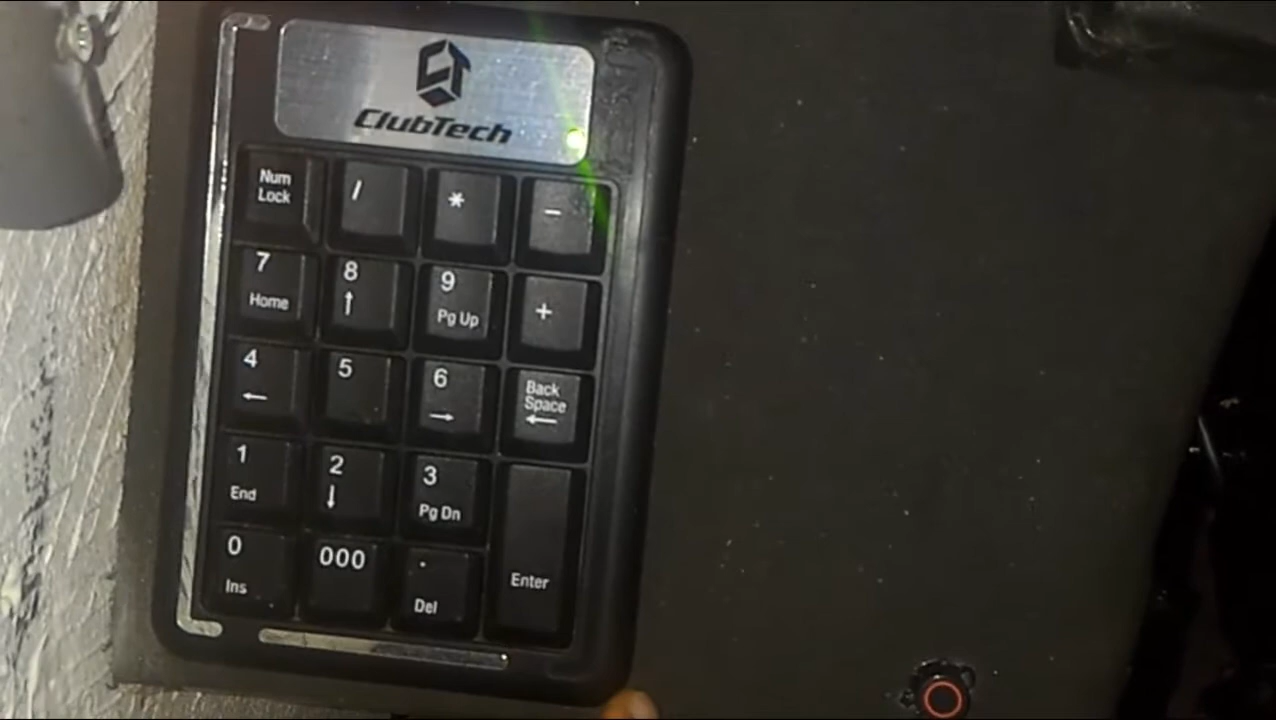 ClubTech
Num
Lock
/
*
-
7
Home
8
↑
9
Pg Up
+
4
←
5
6
→
Back
Space
←
1
End
2
↓
3
Pg Dn
0
Ins
000
.
Del
Enter